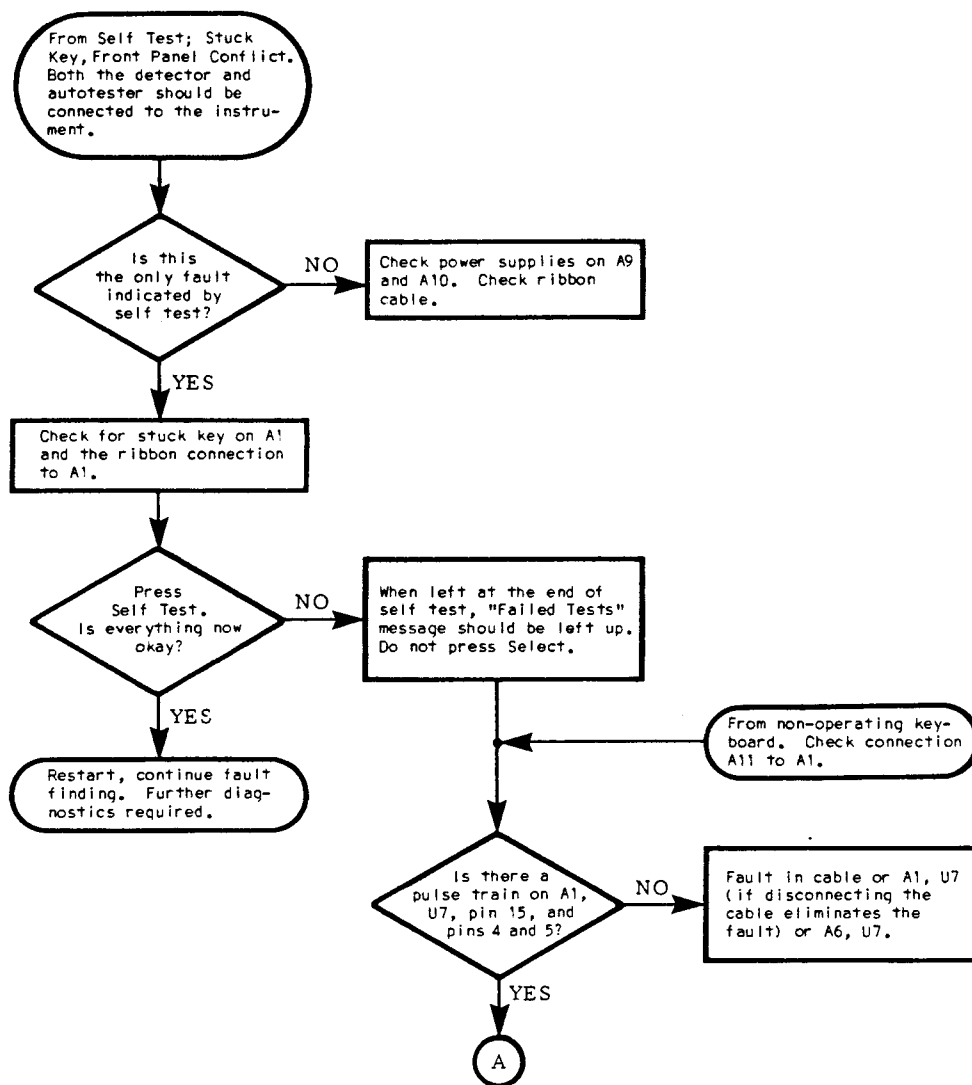 From Self Test; Stuck
Key, Front Panel Conflict.
Both the detector and
autotester should be
connected to the instru-
ment.
Is this
the only fault
indicated by
self test?
NO
Check power supplies on A9
and A10. Check ribbon
cable.
YES
Check for stuck key on A1
and the ribbon connection
to A1.
Press
Self Test.
Is everything now
okay?
NO
When left at the end of
self test, "Failed Tests"
message should be left up.
Do not press Select.
YES
Restart, continue fault
finding. Further diag-
nostics required.
From non-operating key-
board. Check connection
A11 to A1.
Is there a
pulse train on A1,
U7, pin 15, and
pins 4 and 5?
NO
Fault in cable or A1, U7
(if disconnecting the
cable eliminates the
fault) or A6, U7.
YES
A